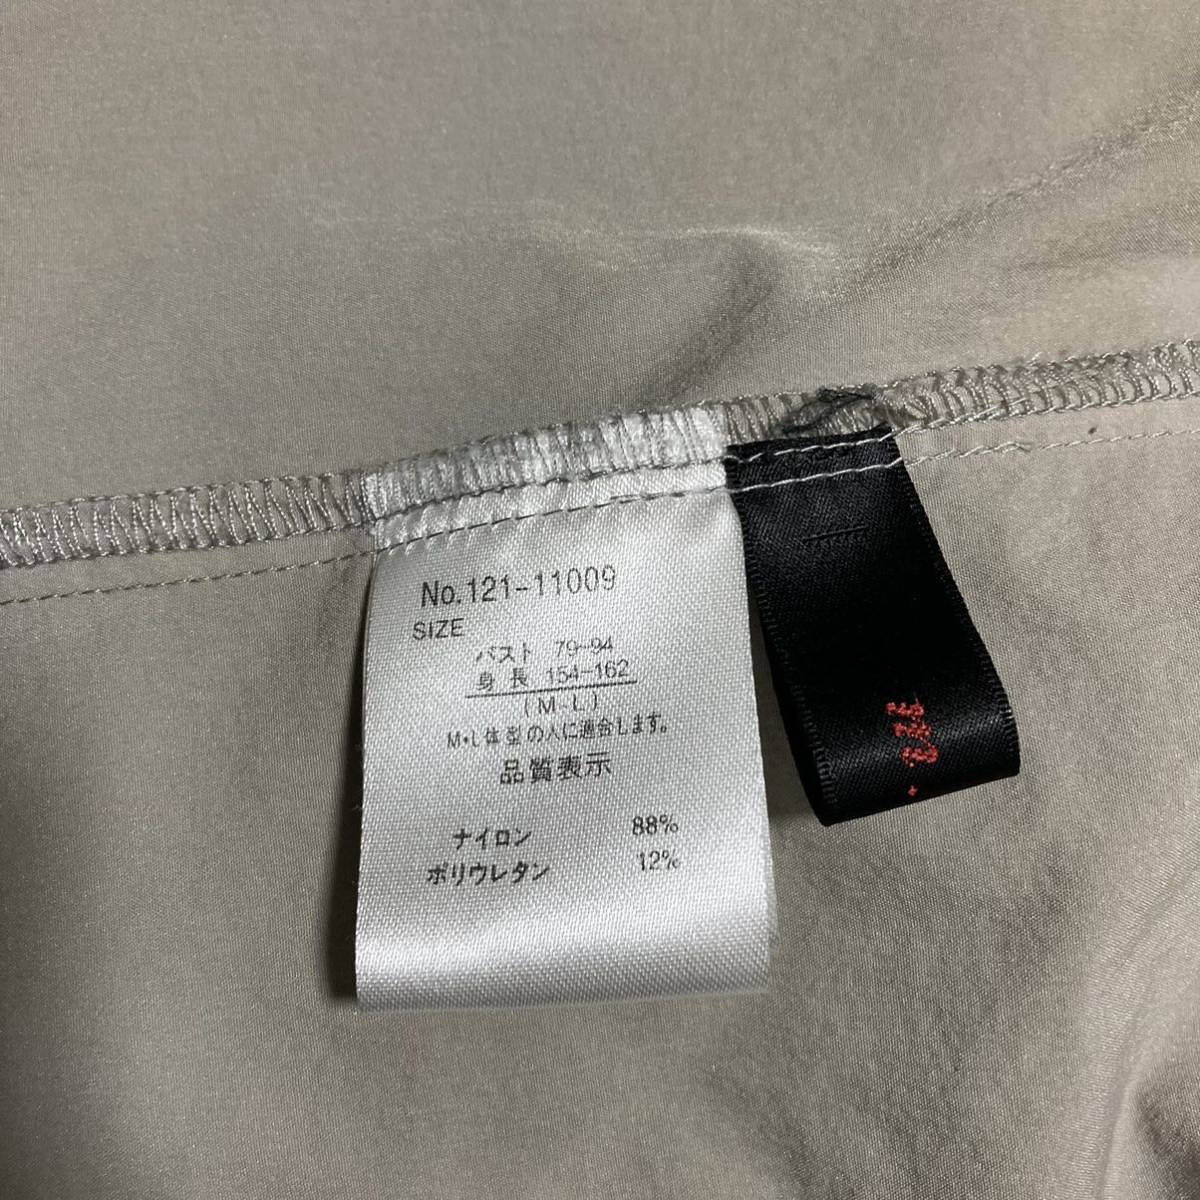 No.121-11009
SIZE
バスト 79-94
身長 154-162
(M-L)
M・L体型の人に適合します。
品質表示
ナイロン 88%
ポリウレタン 12%